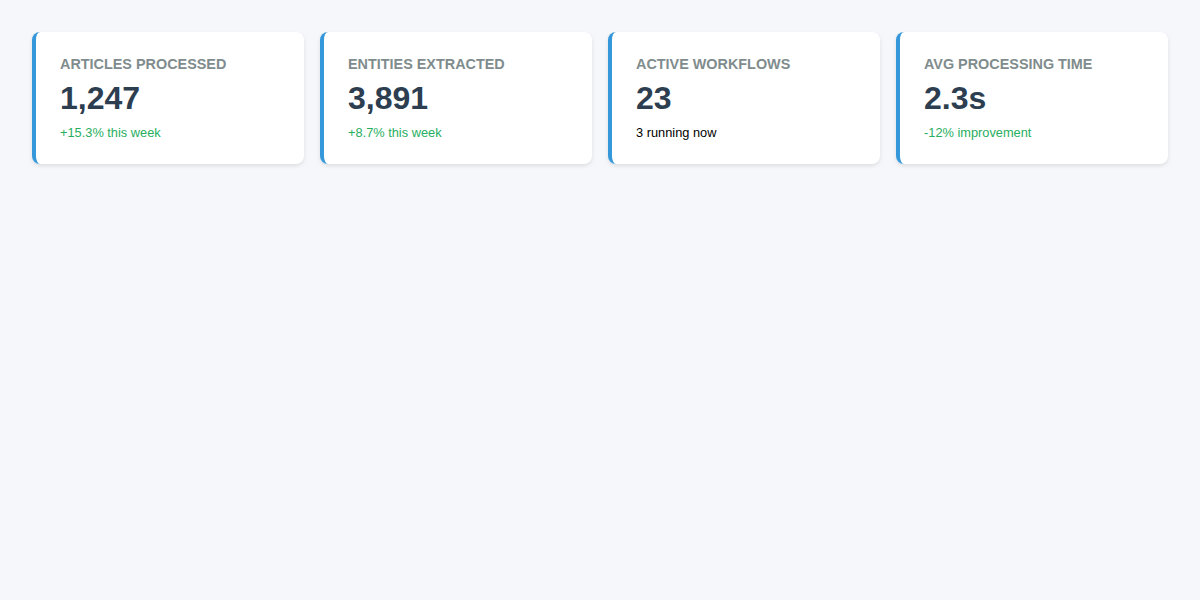 ARTICLES PROCESSED
1,247
+15.3% this week
ENTITIES EXTRACTED
3,891
+8.7% this week
ACTIVE WORKFLOWS
23
3 running now
AVG PROCESSING TIME
2.3s
-12% improvement